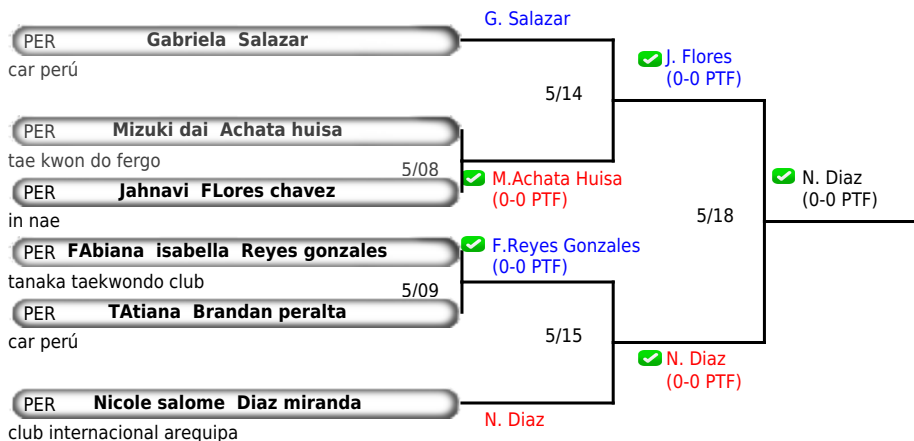 G. Salazar
PER Gabriela Salazar
car perú
J. Flores
(0-0 PTF)
5/14
PER Mizuki dai Achata huisa
tae kwon do fergo
5/08
M.Achata Huisa
(0-0 PTF)
PER Jahnavi FLores chavez
in nae
N. Diaz
(0-0 PTF)
5/18
PER FAbiana isabella Reyes gonzales
F.Reyes Gonzales
(0-0 PTF)
tanaka taekwondo club
5/09
PER TAtiana Brandan peralta
car perú
5/15
N. Diaz
(0-0 PTF)
PER Nicole salome Diaz miranda
N. Diaz
club internacional arequipa